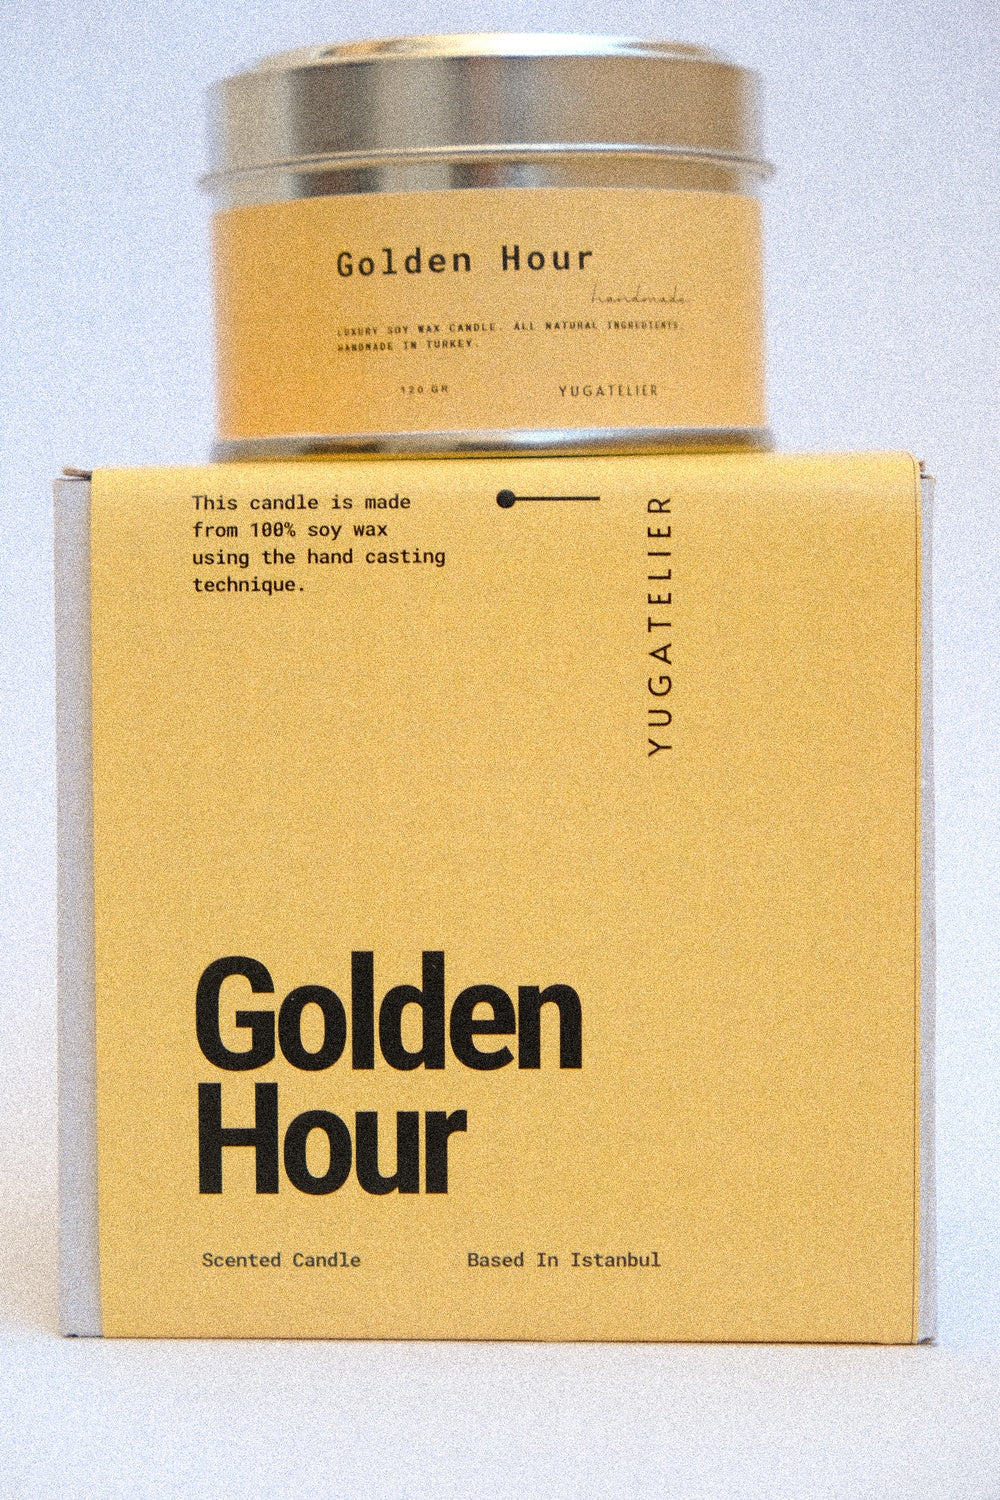 Golden Hour
handmade
LUXURY SOY WAX CANDLE. ALL NATURAL INGREDIENTS.
HANDMADE IN TURKEY.
120 GR
YUGATELIER
This candle is made
from 100% soy wax
using the hand casting
technique.
YUGATELIER
Golden
Hour
Scented Candle
Based In Istanbul